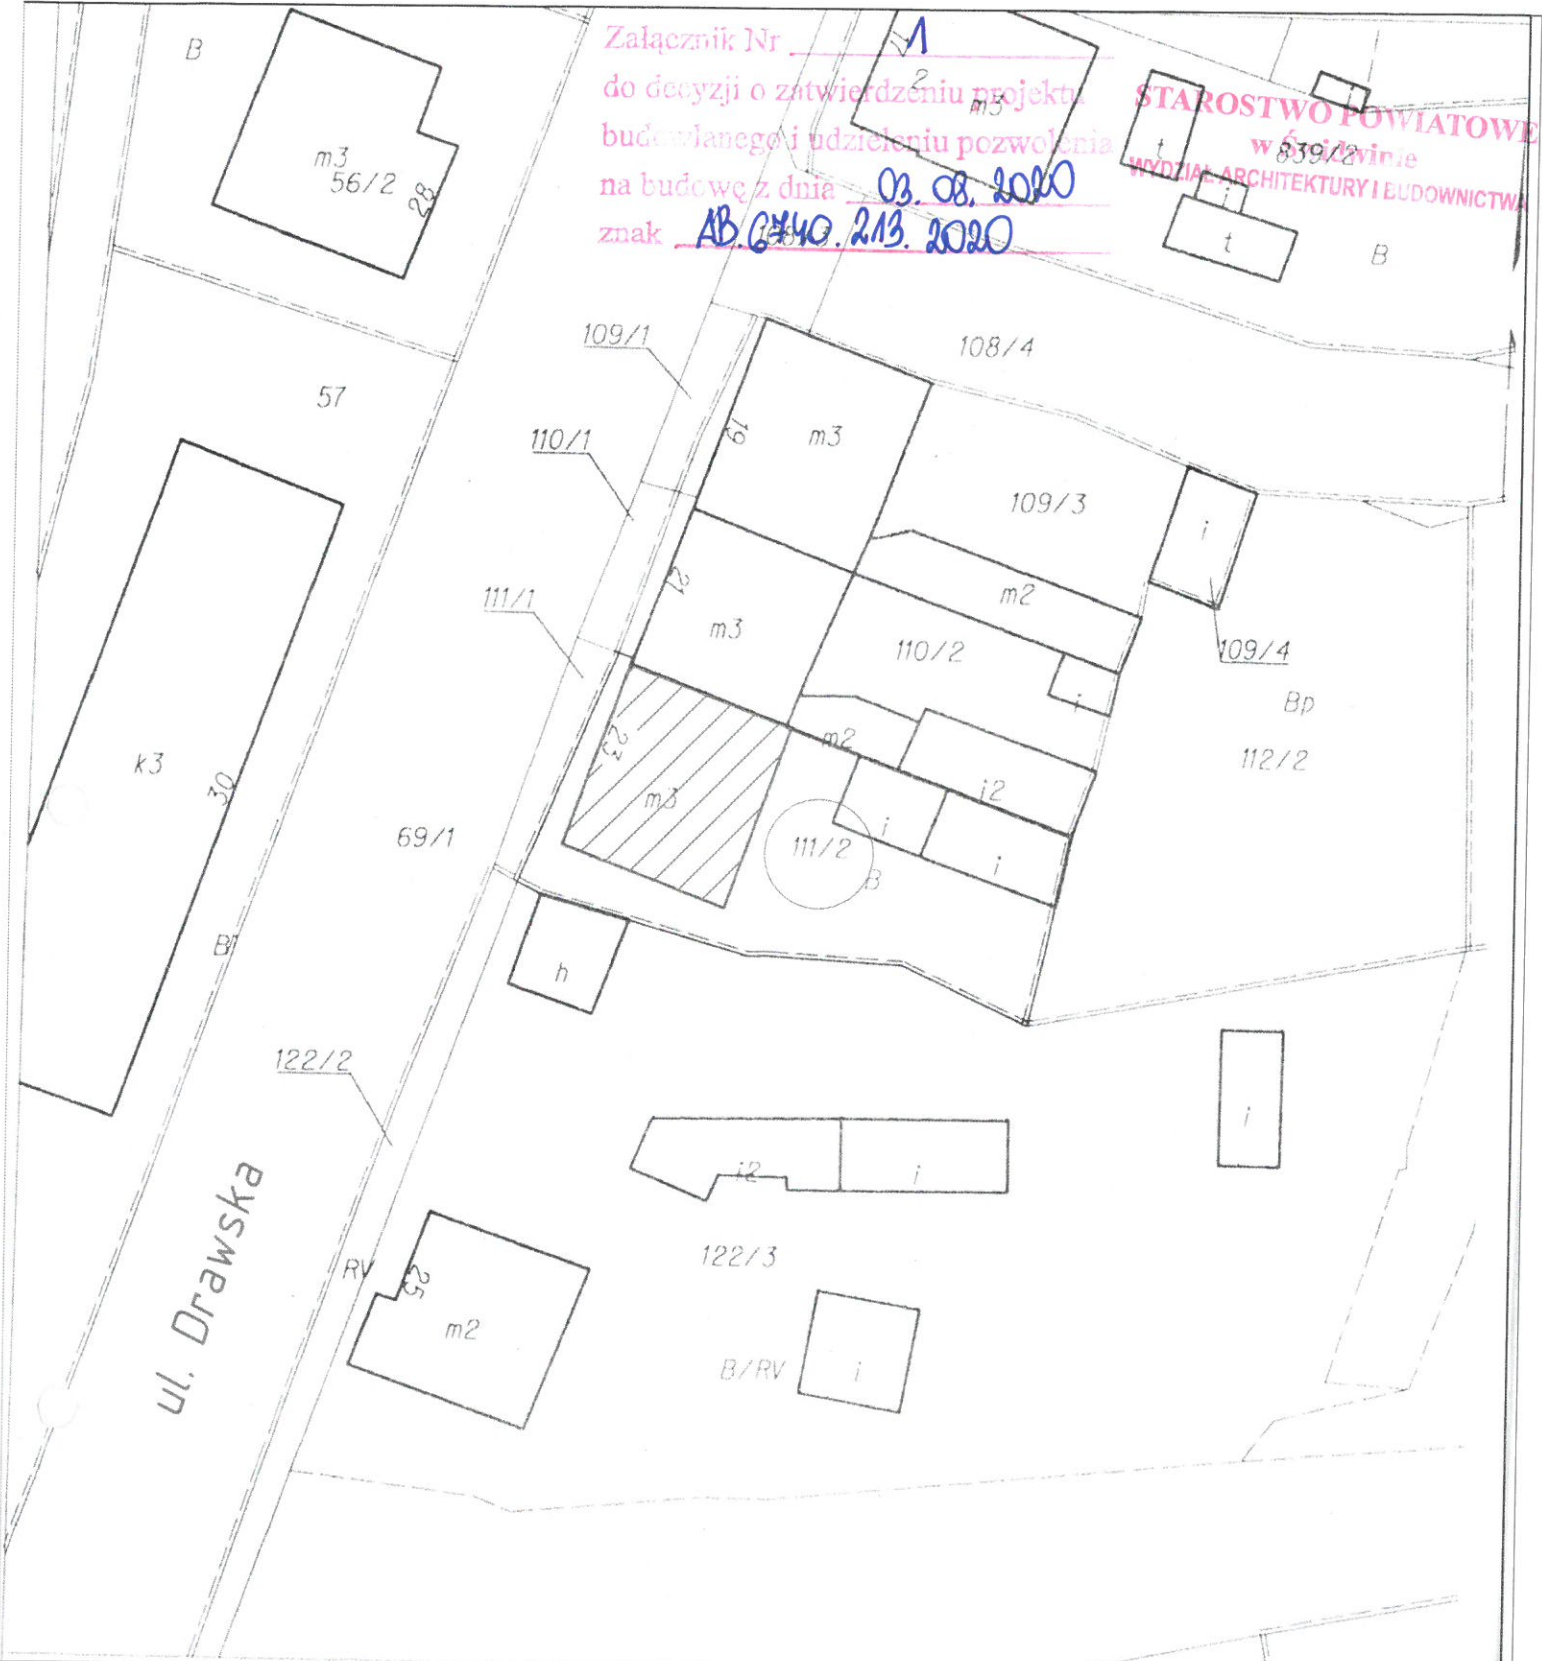 Załącznik Nr 1
do decyzji o zatwierdzeniu projektu
budowlanego i udzieleniu pozwolenia
na budowę z dnia 03. 08. 2020
znak AB. 6740. 213. 2020
STAROSTWO POWIATOWE
w Świdwinie
WYDZIAŁ ARCHITEKTURY I BUDOWNICTWA
B
m3
56/2
28
2
m3
t
839/2
i
t
B
109/1
108/4
57
19
m3
110/1
109/3
i
21
m2
111/1
m3
110/2
109/4
i
Bp
23
m2
112/2
k3
30
m3
i2
69/1
111/2
i
i
B
h
122/2
i
i2
i
ul. Drawska
122/3
RV
25
m2
B/RV
i